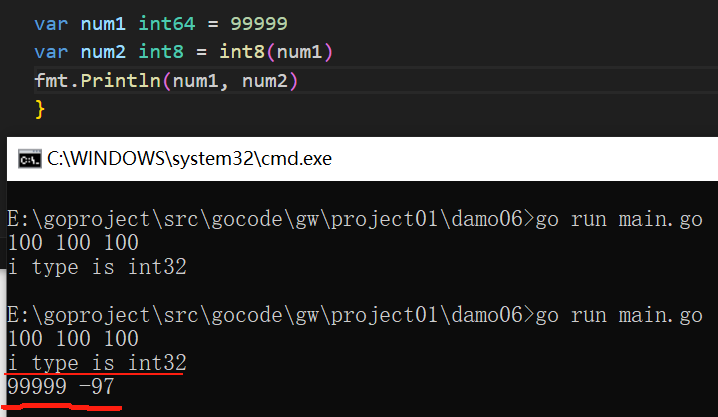 var num1 int64 = 99999
var num2 int8 = int8(num1)
fmt.Println(num1, num2)
}
C:\WINDOWS\system32\cmd.exe
E:\goproject\src\gocode\gw\project01\damo06>go run main.go
100 100 100
i type is int32
E:\goproject\src\gocode\gw\project01\damo06>go run main.go
100 100 100
i type is int32
99999 -97